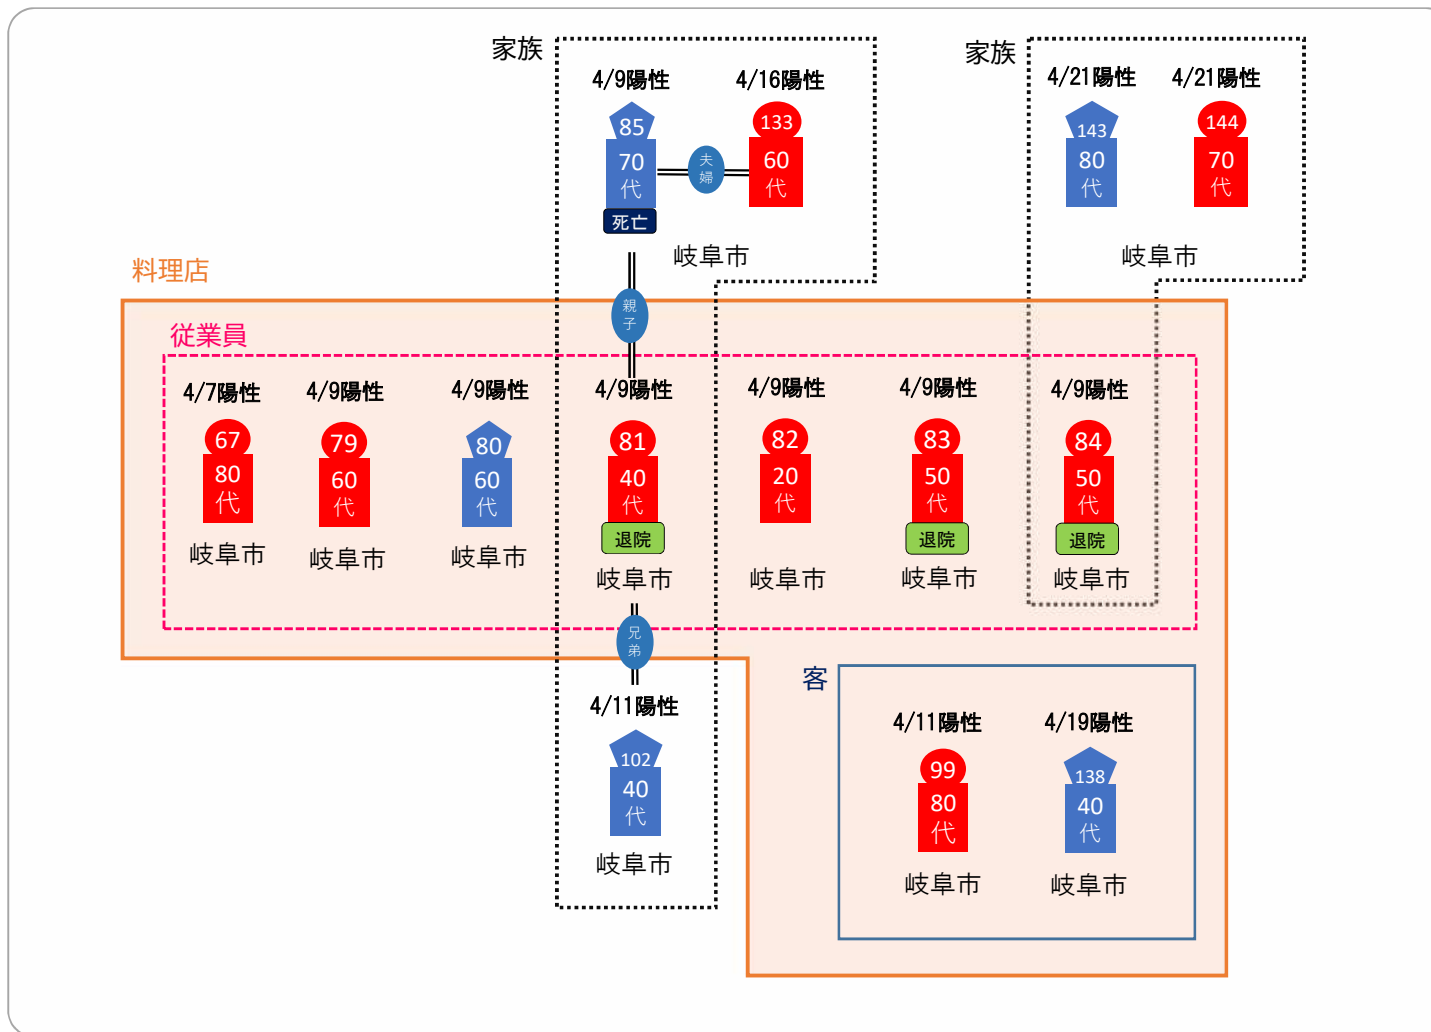 家族
4/9陽性
85
70
代
死亡
夫
婦
4/16陽性
133
60
代
岐阜市
家族
4/21陽性
143
80
代
4/21陽性
144
70
代
岐阜市
料理店
親
子
従業員
4/7陽性
67
80
代
岐阜市
4/9陽性
79
60
代
岐阜市
4/9陽性
80
60
代
岐阜市
4/9陽性
81
40
代
退院
岐阜市
4/9陽性
82
20
代
岐阜市
4/9陽性
83
50
代
退院
岐阜市
4/9陽性
84
50
代
退院
岐阜市
兄
弟
4/11陽性
102
40
代
岐阜市
客
4/11陽性
99
80
代
岐阜市
4/19陽性
138
40
代
岐阜市